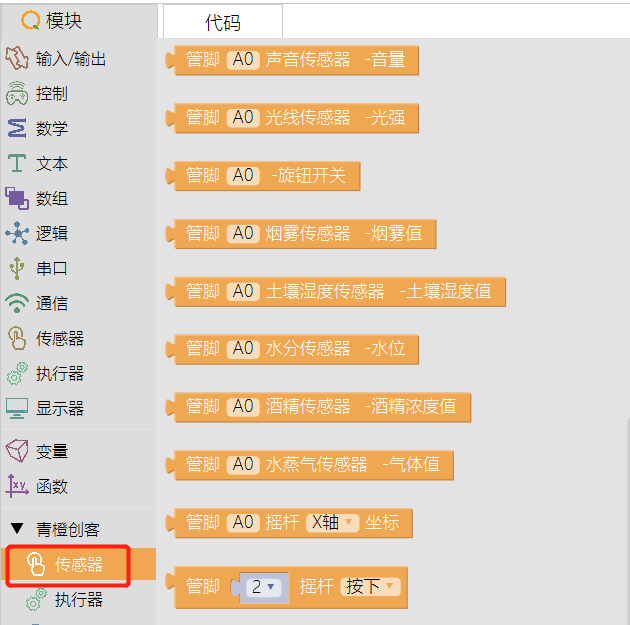 模块
输入/输出
控制
数学
文本
数组
逻辑
串口
通信
传感器
执行器
显示器
变量
函数
青橙创客
传感器
执行器
代码
管脚 A0 声音传感器 -音量
管脚 A0 光线传感器 -光强
管脚 A0 -旋钮开关
管脚 A0 烟雾传感器 -烟雾值
管脚 A0 土壤湿度传感器 -土壤湿度值
管脚 A0 水分传感器 -水位
管脚 A0 酒精传感器 -酒精浓度值
管脚 A0 水蒸气传感器 -气体值
管脚 A0 摇杆 X轴 坐标
管脚 2 摇杆 按下